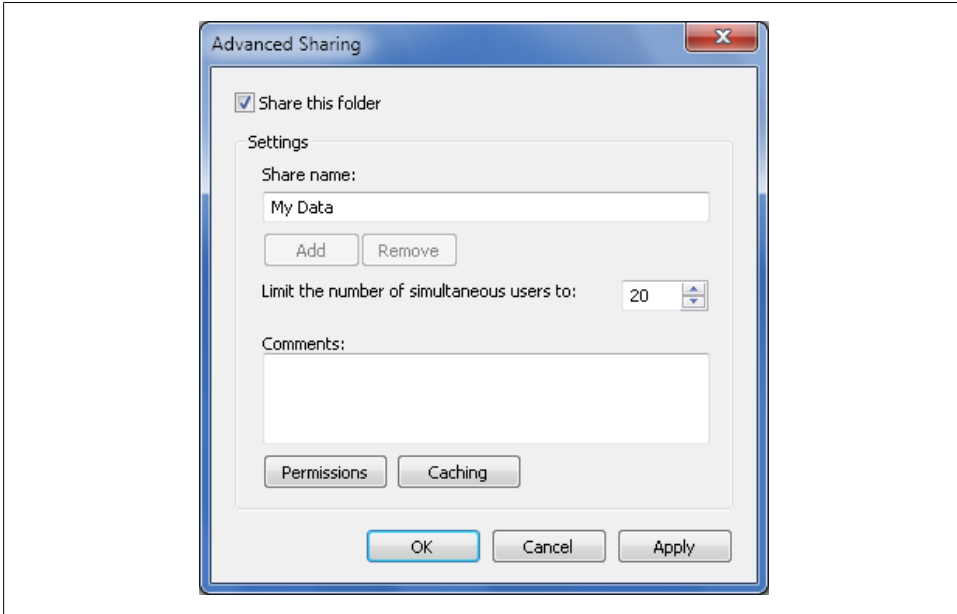 Advanced Sharing
Share this folder
Settings
Share name:
My Data
Add Remove
Limit the number of simultaneous users to: 20
Comments:
Permissions Caching
OK Cancel Apply